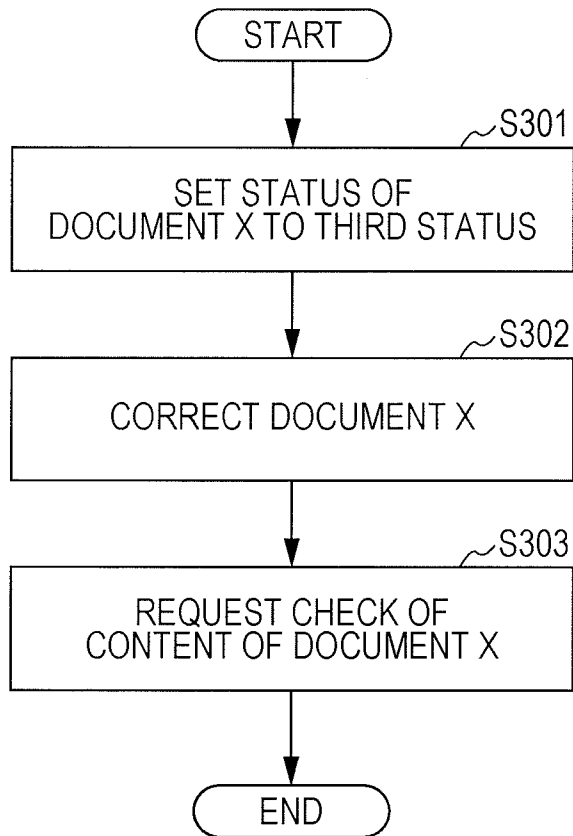 START
S301
SET STATUS OF
DOCUMENT X TO THIRD STATUS
S302
CORRECT DOCUMENT X
S303
REQUEST CHECK OF
CONTENT OF DOCUMENT X
END